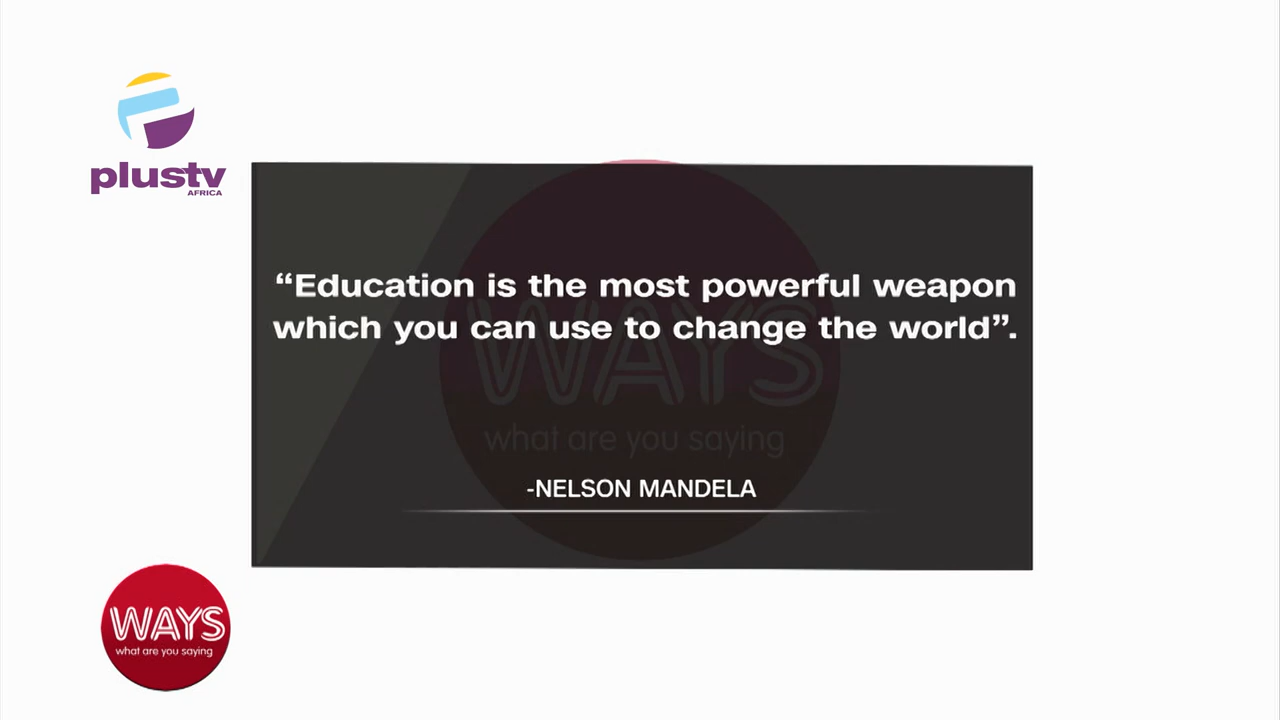 plustv
AFRICA
“Education is the most powerful weapon
which you can use to change the world”.
WAYS
what are you saying
-NELSON MANDELA
WAYS
what are you saying